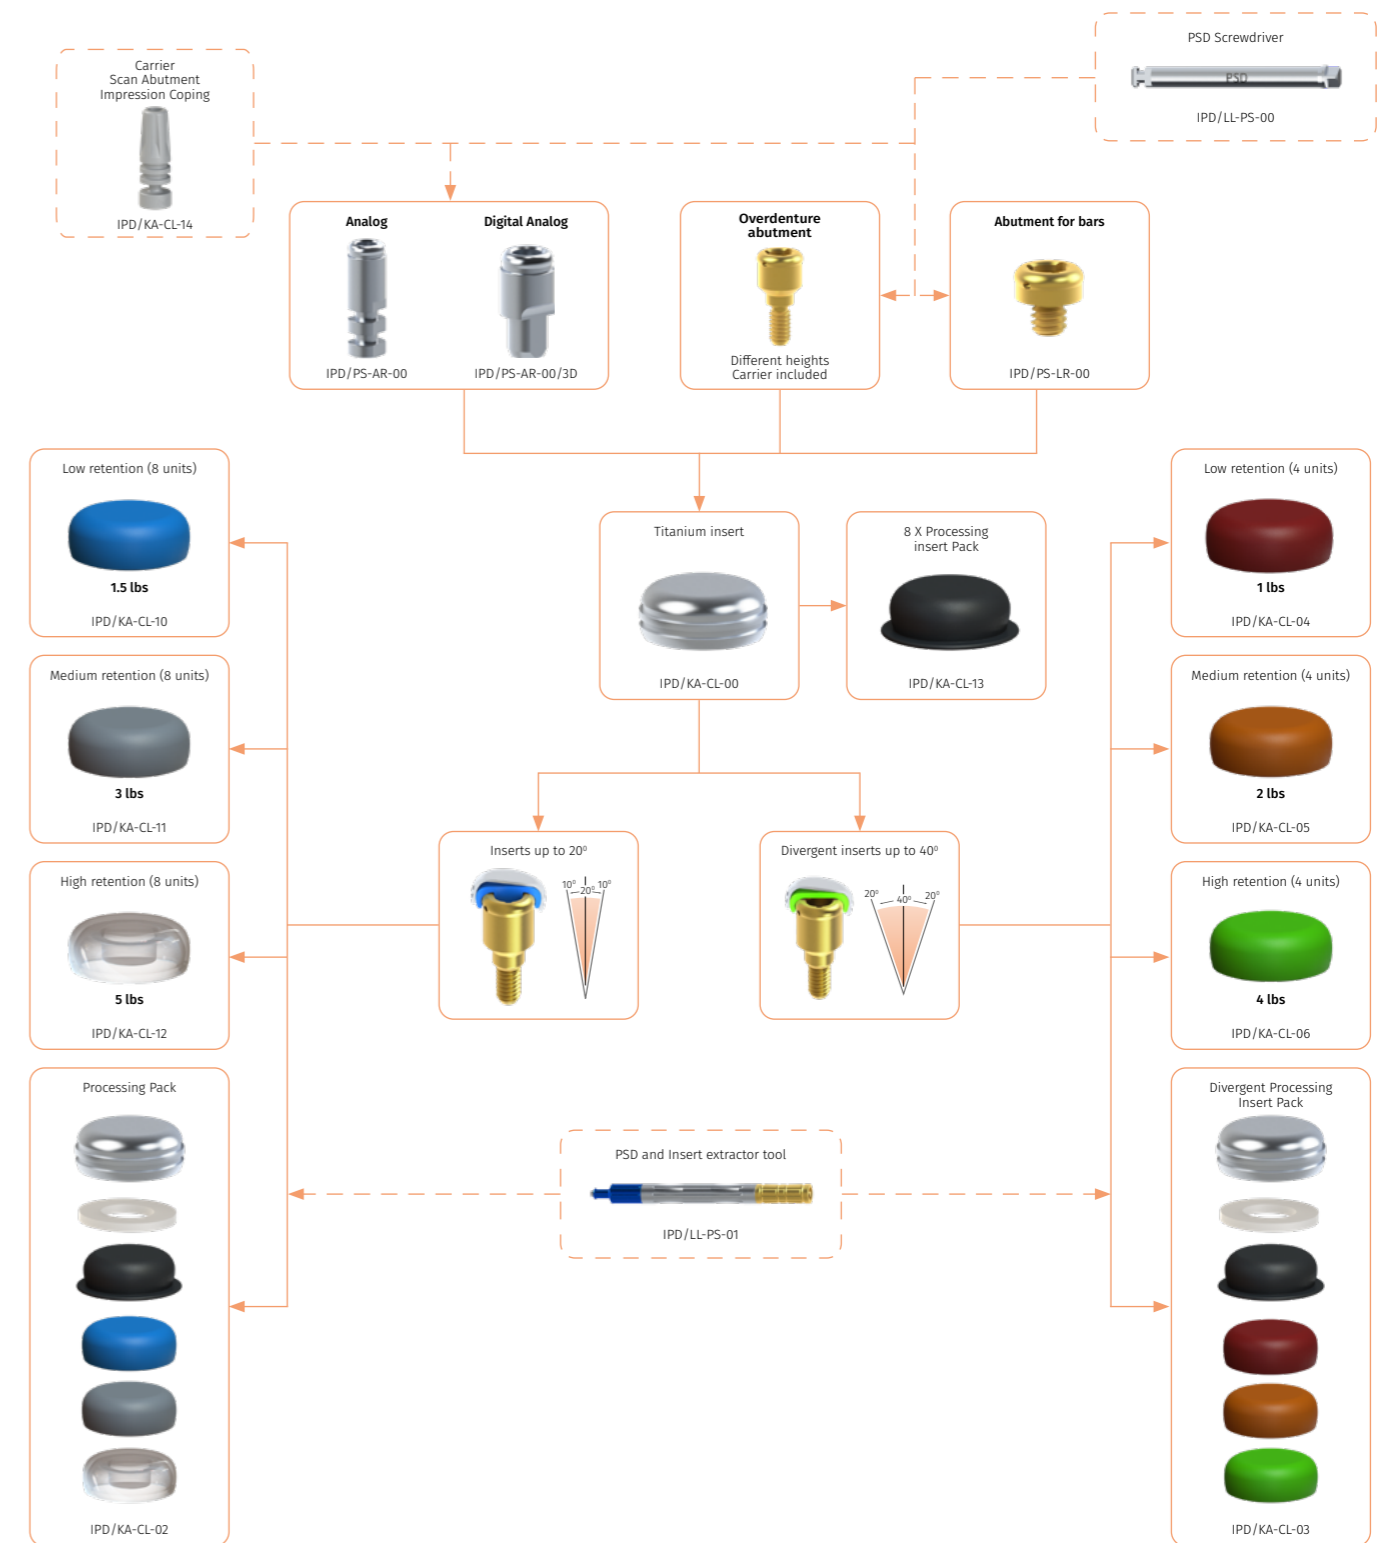 Carrier
Scan Abutment
Impression Coping
IPD/KA-CL-14
PSD Screwdriver
PSD
IPD/LL-PS-00
Analog
IPD/PS-AR-00
Digital Analog
IPD/PS-AR-00/3D
Overdenture
abutment
Different heights
Carrier included
Abutment for bars
IPD/PS-LR-00
Low retention (8 units)
1.5 lbs
IPD/KA-CL-10
Medium retention (8 units)
3 lbs
IPD/KA-CL-11
High retention (8 units)
5 lbs
IPD/KA-CL-12
Titanium insert
IPD/KA-CL-00
8 X Processing
insert Pack
IPD/KA-CL-13
Low retention (4 units)
1 lbs
IPD/KA-CL-04
Medium retention (4 units)
2 lbs
IPD/KA-CL-05
High retention (4 units)
4 lbs
IPD/KA-CL-06
Inserts up to 20º
10º
20º
10º
Divergent inserts up to 40º
20º
40º
20º
Processing Pack
IPD/KA-CL-02
PSD and Insert extractor tool
IPD/LL-PS-01
Divergent Processing
Insert Pack
IPD/KA-CL-03